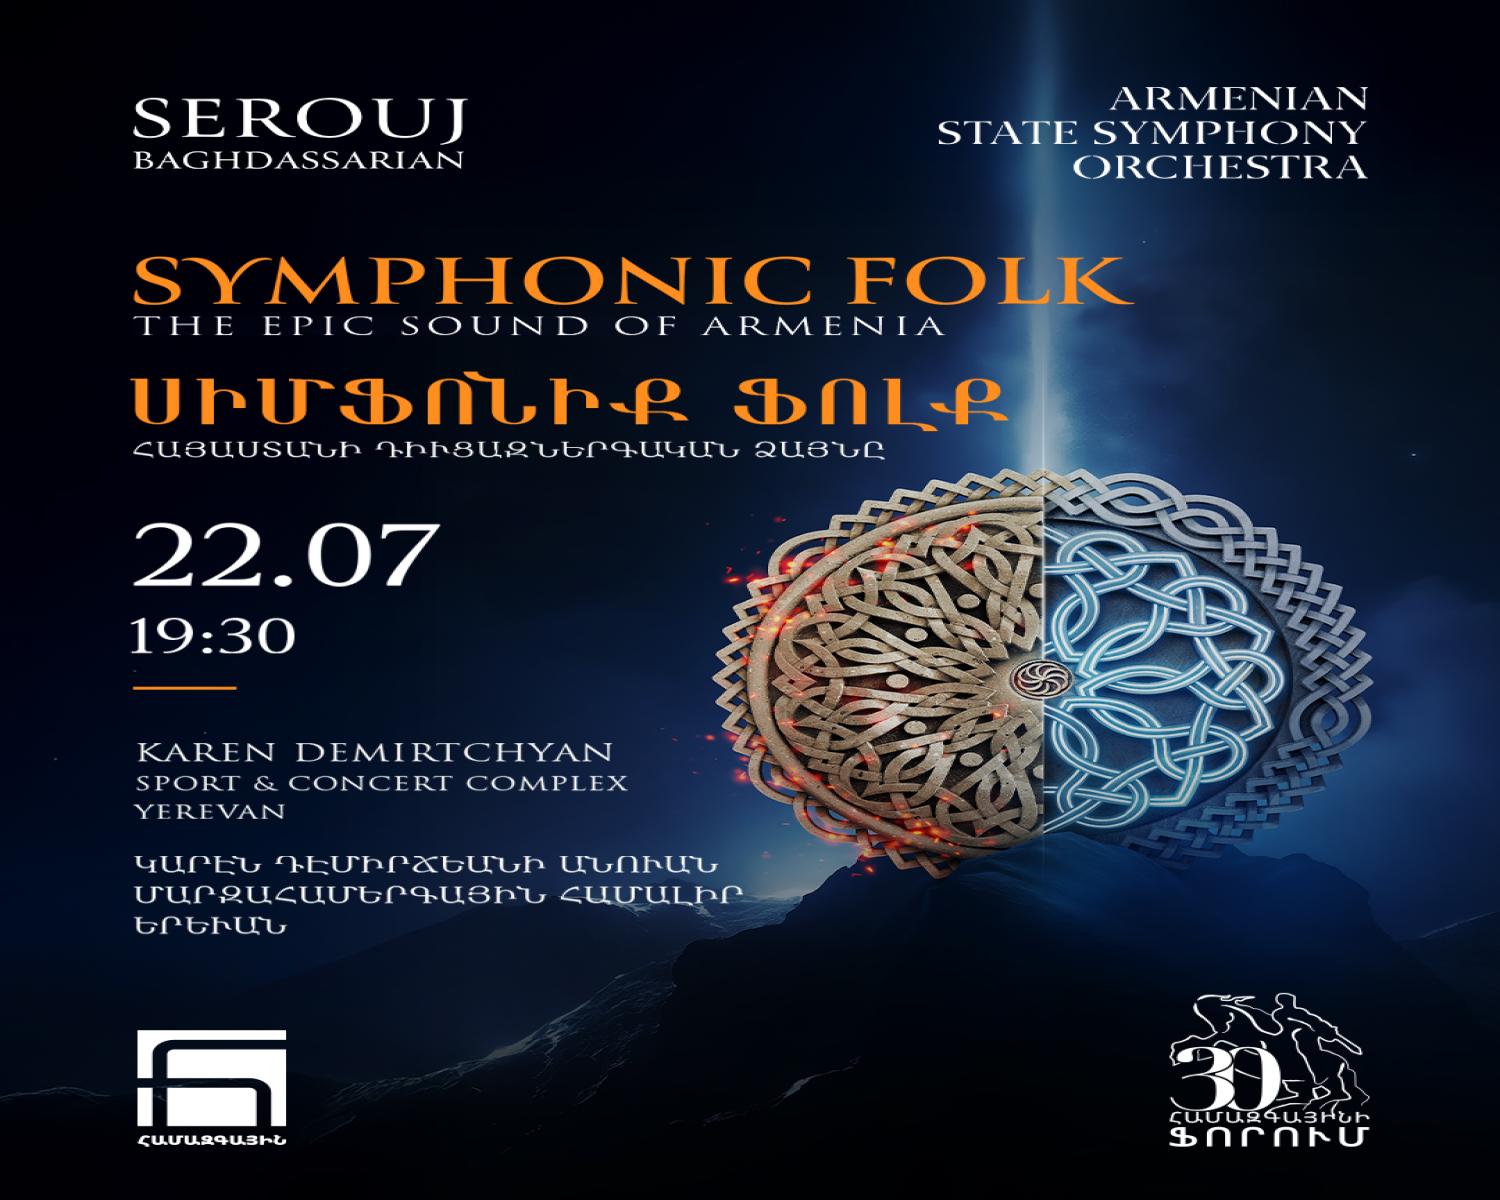 SEROUJ
BAGHDASSARIAN
ARMENIAN
STATE SYMPHONY
ORCHESTRA
SYMPHONIC FOLK
THE EPIC SOUND OF ARMENIA
ՍԻՄՖՈՆԻՔ ՖՈԼՔ
ՀԱՅԱՍՏԱՆԻ ԴԻՒՑԱԶՆԵՐԳԱԿԱՆ ՁԱՅՆԸ
22.07
19:30
KAREN DEMIRTCHYAN
SPORT & CONCERT COMPLEX
YEREVAN
ԿԱՐԷՆ ԴԷՄԻՐՃԵԱՆԻ ԱՆՈՒԱՆ
ՄԱՐԶԱՀԱՄԵՐԳԱՅԻՆ ՀԱՄԱԼԻՐ
ԵՐԵՒԱՆ
ՀԱՄԱԶԳԱՅԻՆ
30
ՀԱՄԱԶԳԱՅԻՆԻ
ՖՈՐՈՒՄ